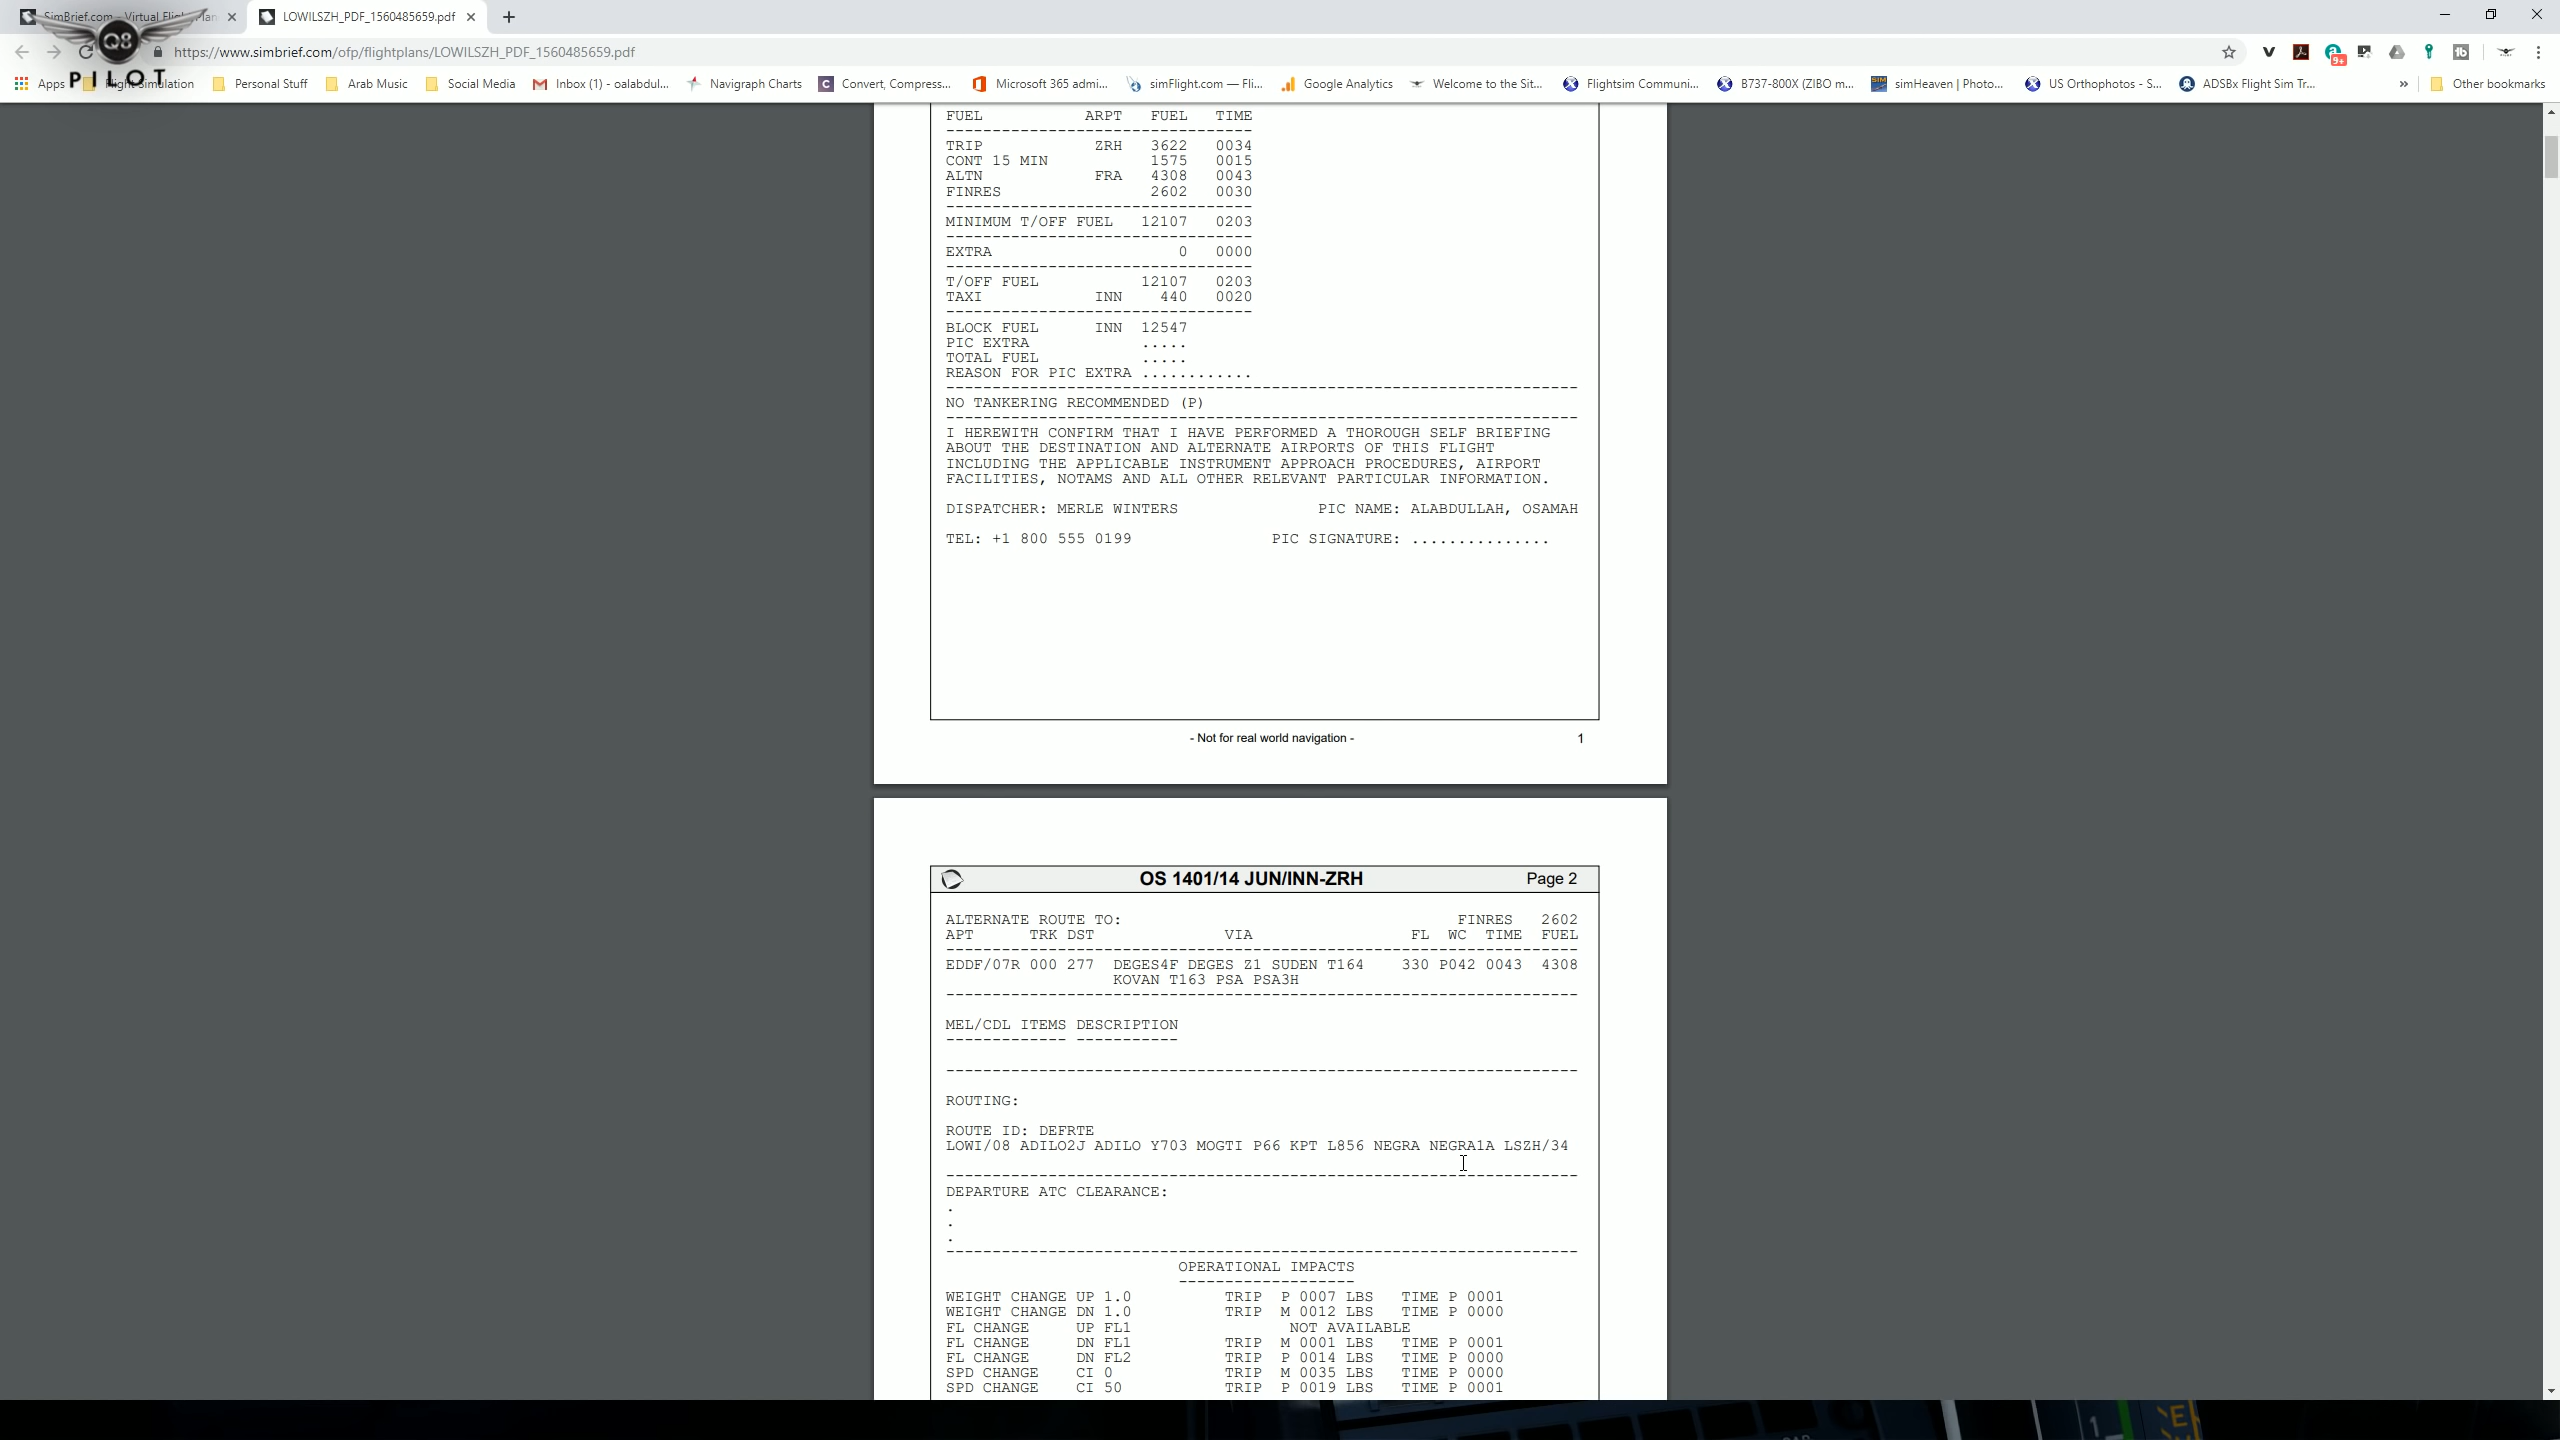 SimBrief.com - Virtual Flight Plan
LOWILSZH_PDF_1560485659.pdf
Q8
PILOT
https://www.simbrief.com/ofp/flightplans/LOWILSZH_PDF_1560485659.pdf
9+
Apps
Flight Simulation
Personal Stuff
Arab Music
Social Media
Inbox (1) - oalabdul...
Navigraph Charts
Convert, Compress...
Microsoft 365 admi...
simFlight.com — Fli...
Google Analytics
Welcome to the Sit...
Flightsim Communi...
B737-800X (ZIBO m...
simHeaven | Photo...
US Orthophotos - S...
ADSBx Flight Sim Tr...
»
Other bookmarks
FUEL ARPT FUEL TIME
---------------------------------
TRIP ZRH 3622 0034
CONT 15 MIN 1575 0015
ALTN FRA 4308 0043
FINRES 2602 0030
---------------------------------
MINIMUM T/OFF FUEL 12107 0203
---------------------------------
EXTRA 0 0000
---------------------------------
T/OFF FUEL 12107 0203
TAXI INN 440 0020
---------------------------------
BLOCK FUEL INN 12547
PIC EXTRA .....
TOTAL FUEL .....
REASON FOR PIC EXTRA ............
--------------------------------------------------------------------
NO TANKERING RECOMMENDED (P)
--------------------------------------------------------------------
I HEREWITH CONFIRM THAT I HAVE PERFORMED A THOROUGH SELF BRIEFING
ABOUT THE DESTINATION AND ALTERNATE AIRPORTS OF THIS FLIGHT
INCLUDING THE APPLICABLE INSTRUMENT APPROACH PROCEDURES, AIRPORT
FACILITIES, NOTAMS AND ALL OTHER RELEVANT PARTICULAR INFORMATION.
DISPATCHER: MERLE WINTERS PIC NAME: ALABDULLAH, OSAMAH
TEL: +1 800 555 0199 PIC SIGNATURE: ...............
- Not for real world navigation - 1
OS 1401/14 JUN/INN-ZRH Page 2
ALTERNATE ROUTE TO: FINRES 2602
APT TRK DST VIA FL WC TIME FUEL
--------------------------------------------------------------------
EDDF/07R 000 277 DEGES4F DEGES Z1 SUDEN T164 330 P042 0043 4308
KOVAN T163 PSA PSA3H
--------------------------------------------------------------------
MEL/CDL ITEMS DESCRIPTION
------------- -----------
--------------------------------------------------------------------
ROUTING:
ROUTE ID: DEFRTE
LOWI/08 ADILO2J ADILO Y703 MOGTI P66 KPT L856 NEGRA NEGRA1A LSZH/34
--------------------------------------------------------------------
DEPARTURE ATC CLEARANCE:
.
.
.
--------------------------------------------------------------------
OPERATIONAL IMPACTS
-------------------
WEIGHT CHANGE UP 1.0 TRIP P 0007 LBS TIME P 0001
WEIGHT CHANGE DN 1.0 TRIP M 0012 LBS TIME P 0000
FL CHANGE UP FL1 NOT AVAILABLE
FL CHANGE DN FL1 TRIP M 0001 LBS TIME P 0001
FL CHANGE DN FL2 TRIP P 0014 LBS TIME P 0000
SPD CHANGE CI 0 TRIP M 0035 LBS TIME P 0000
SPD CHANGE CI 50 TRIP P 0019 LBS TIME P 0001